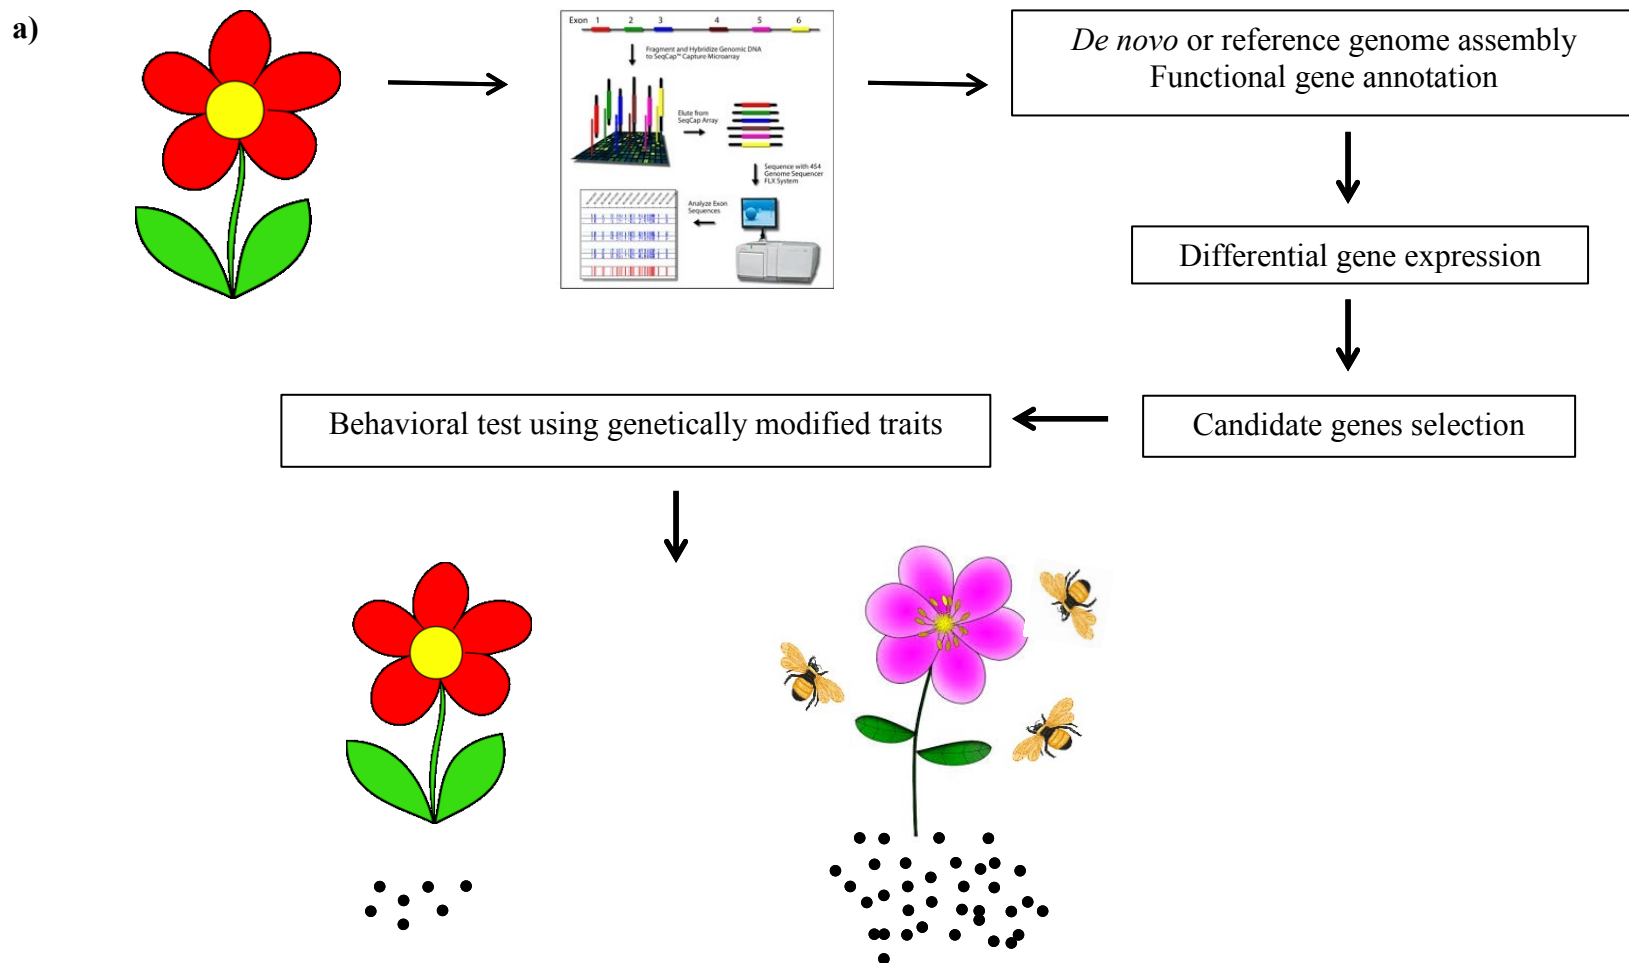 a)
Exon 1 2 3 4 5 6
Fragment and Hybridize Genomic DNA
to SeqCap™ Capture Microarray
Elute from
SeqCap Array
Sequence with 454
Genome Sequencer
FLX System
Analyze Exon
Sequences
De novo or reference genome assembly
Functional gene annotation
Differential gene expression
Candidate genes selection
Behavioral test using genetically modified traits